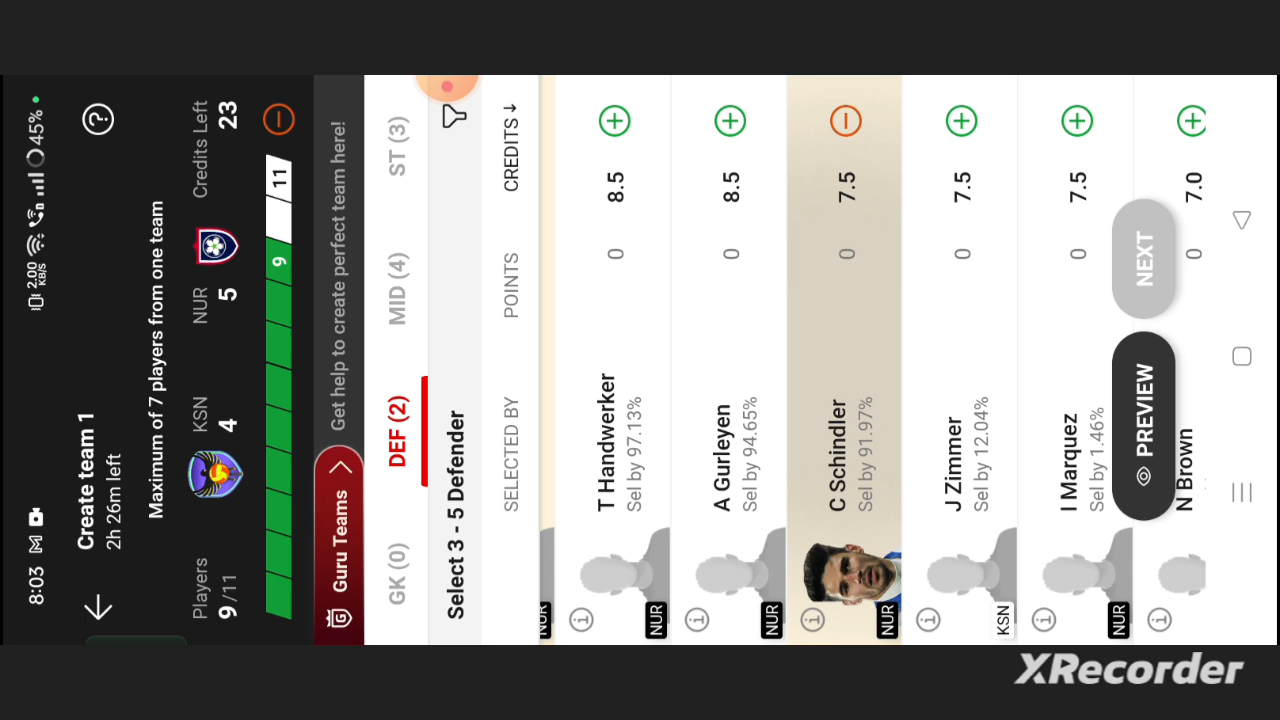 8:03
2.00 KB/S
45%
Create team 1
2h 26m left
Maximum of 7 players from one team
Players
9 /11
KSN
4
NUR
5
Credits Left
23
9
11
Guru Teams
Get help to create perfect team here!
GK (0)
DEF (2)
MID (4)
ST (3)
Select 3 - 5 Defender
SELECTED BY
POINTS
CREDITS ↓
NUR
T Handwerker
Sel by 97.13%
0
8.5
NUR
A Gurleyen
Sel by 94.65%
0
8.5
NUR
C Schindler
Sel by 91.97%
0
7.5
NUR
J Zimmer
Sel by 12.04%
0
7.5
KSN
I Marquez
Sel by 1.46%
0
7.5
NUR
N Brown
0
7.0
PREVIEW
NEXT
XRecorder